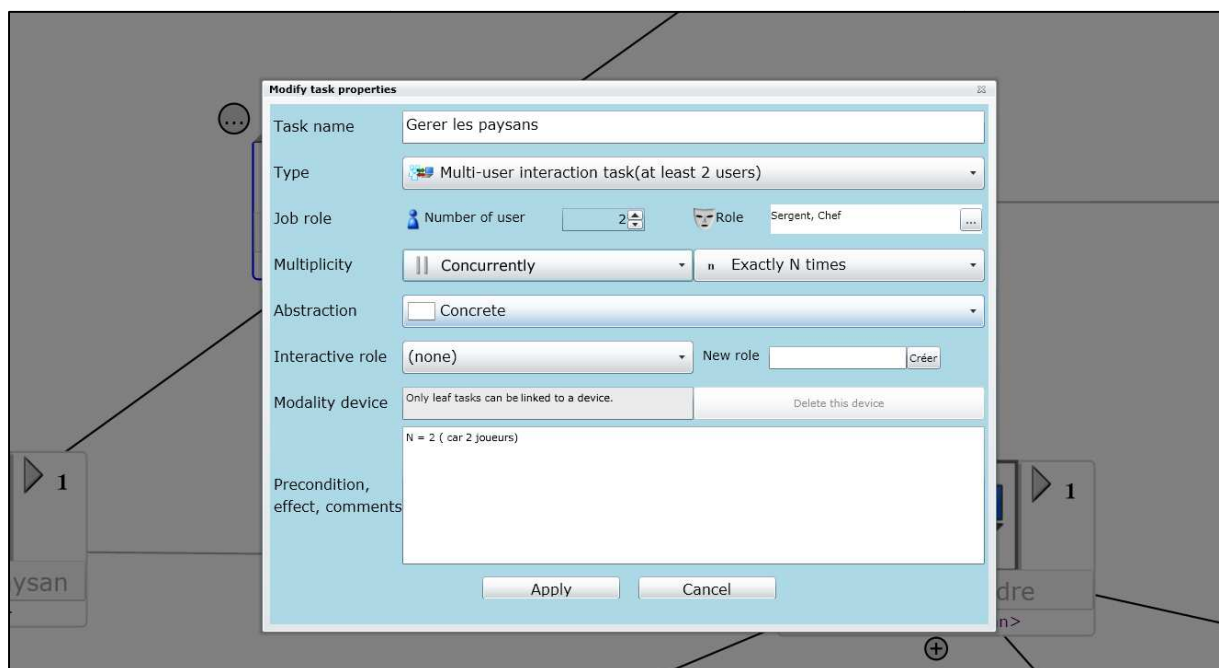 Modify task properties
...
Task name Gerer les paysans
Type Multi-user interaction task(at least 2 users)
Job role Number of user 2 Role Sergent, Chef ...
Multiplicity Concurrently n Exactly N times
Abstraction Concrete
Interactive role (none) New role Créer
Modality device Only leaf tasks can be linked to a device. Delete this device
N = 2 ( car 2 joueurs)
Precondition,
effect, comments
1
1
Apply Cancel
ysan
dre
n>